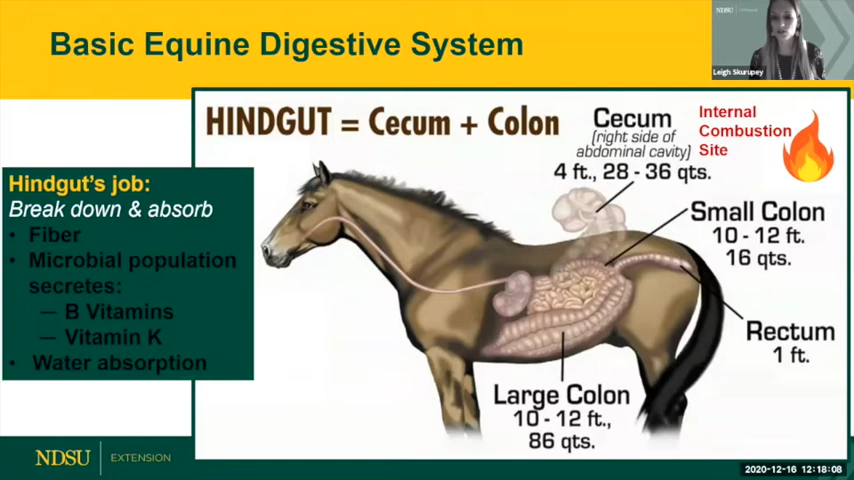 Basic Equine Digestive System
NDSU EXTENSION
Leigh Skurupey
HINDGUT = Cecum + Colon
Cecum
(right side of
abdominal cavity)
4 ft., 28 - 36 qts.
Internal
Combustion
Site
Hindgut's job:
Break down & absorb
• Fiber
• Microbial population
secretes:
— B Vitamins
— Vitamin K
• Water absorption
Small Colon
10 - 12 ft.
16 qts.
Rectum
1 ft.
Large Colon
10 - 12 ft.,
86 qts.
NDSU EXTENSION
2020-12-16 12:18:08